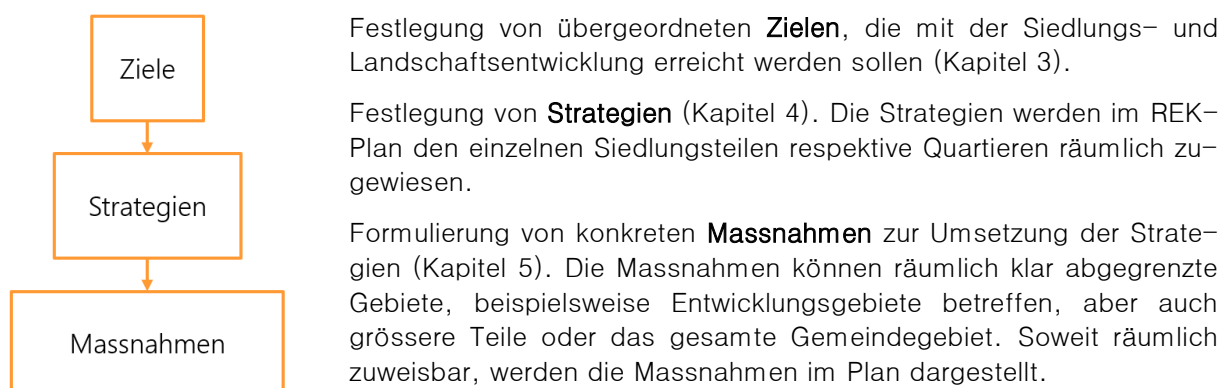 Ziele
Strategien
Massnahmen
Festlegung von übergeordneten Zielen, die mit der Siedlungs- und
Landschaftsentwicklung erreicht werden sollen (Kapitel 3).
Festlegung von Strategien (Kapitel 4). Die Strategien werden im REK-
Plan den einzelnen Siedlungsteilen respektive Quartieren räumlich zu-
gewiesen.
Formulierung von konkreten Massnahmen zur Umsetzung der Strate-
gien (Kapitel 5). Die Massnahmen können räumlich klar abgegrenzte
Gebiete, beispielsweise Entwicklungsgebiete betreffen, aber auch
grössere Teile oder das gesamte Gemeindegebiet. Soweit räumlich
zuweisbar, werden die Massnahmen im Plan dargestellt.